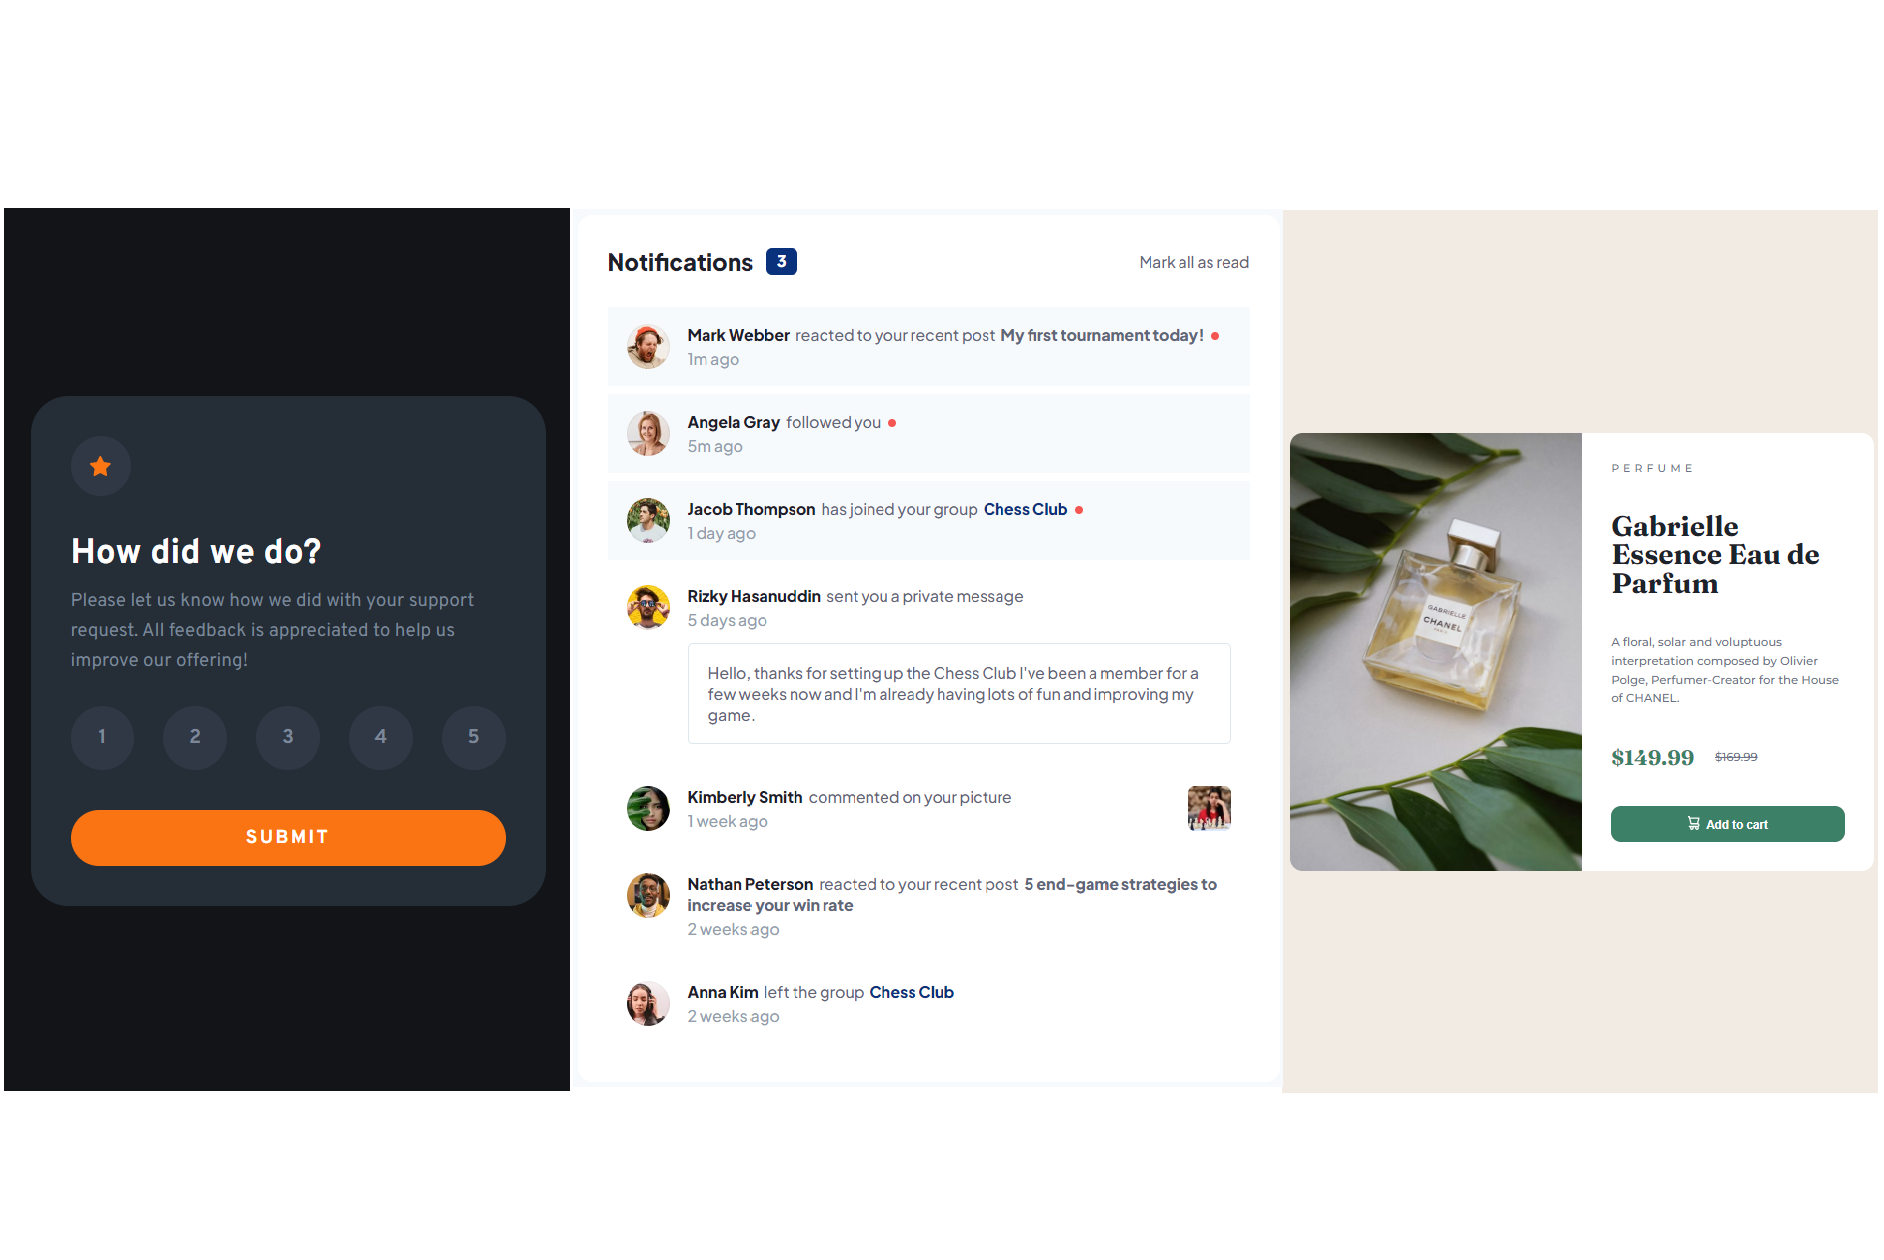 How did we do?
Please let us know how we did with your support
request. All feedback is appreciated to help us
improve our offering!
1 2 3 4 5
SUBMIT
Notifications 3 Mark all as read
Mark Webber reacted to your recent post My first tournament today!
1m ago
Angela Gray followed you
5m ago
Jacob Thompson has joined your group Chess Club
1 day ago
Rizky Hasanuddin sent you a private message
5 days ago
Hello, thanks for setting up the Chess Club I've been a member for a
few weeks now and I'm already having lots of fun and improving my
game.
Kimberly Smith commented on your picture
1 week ago
Nathan Peterson reacted to your recent post 5 end-game strategies to
increase your win rate
2 weeks ago
Anna Kim left the group Chess Club
2 weeks ago
GABRIELLE
CHANEL
PARIS
PERFUME
Gabrielle
Essence Eau de
Parfum
A floral, solar and voluptuous
interpretation composed by Olivier
Polge, Perfumer-Creator for the House
of CHANEL.
$149.99 $169.99
Add to cart